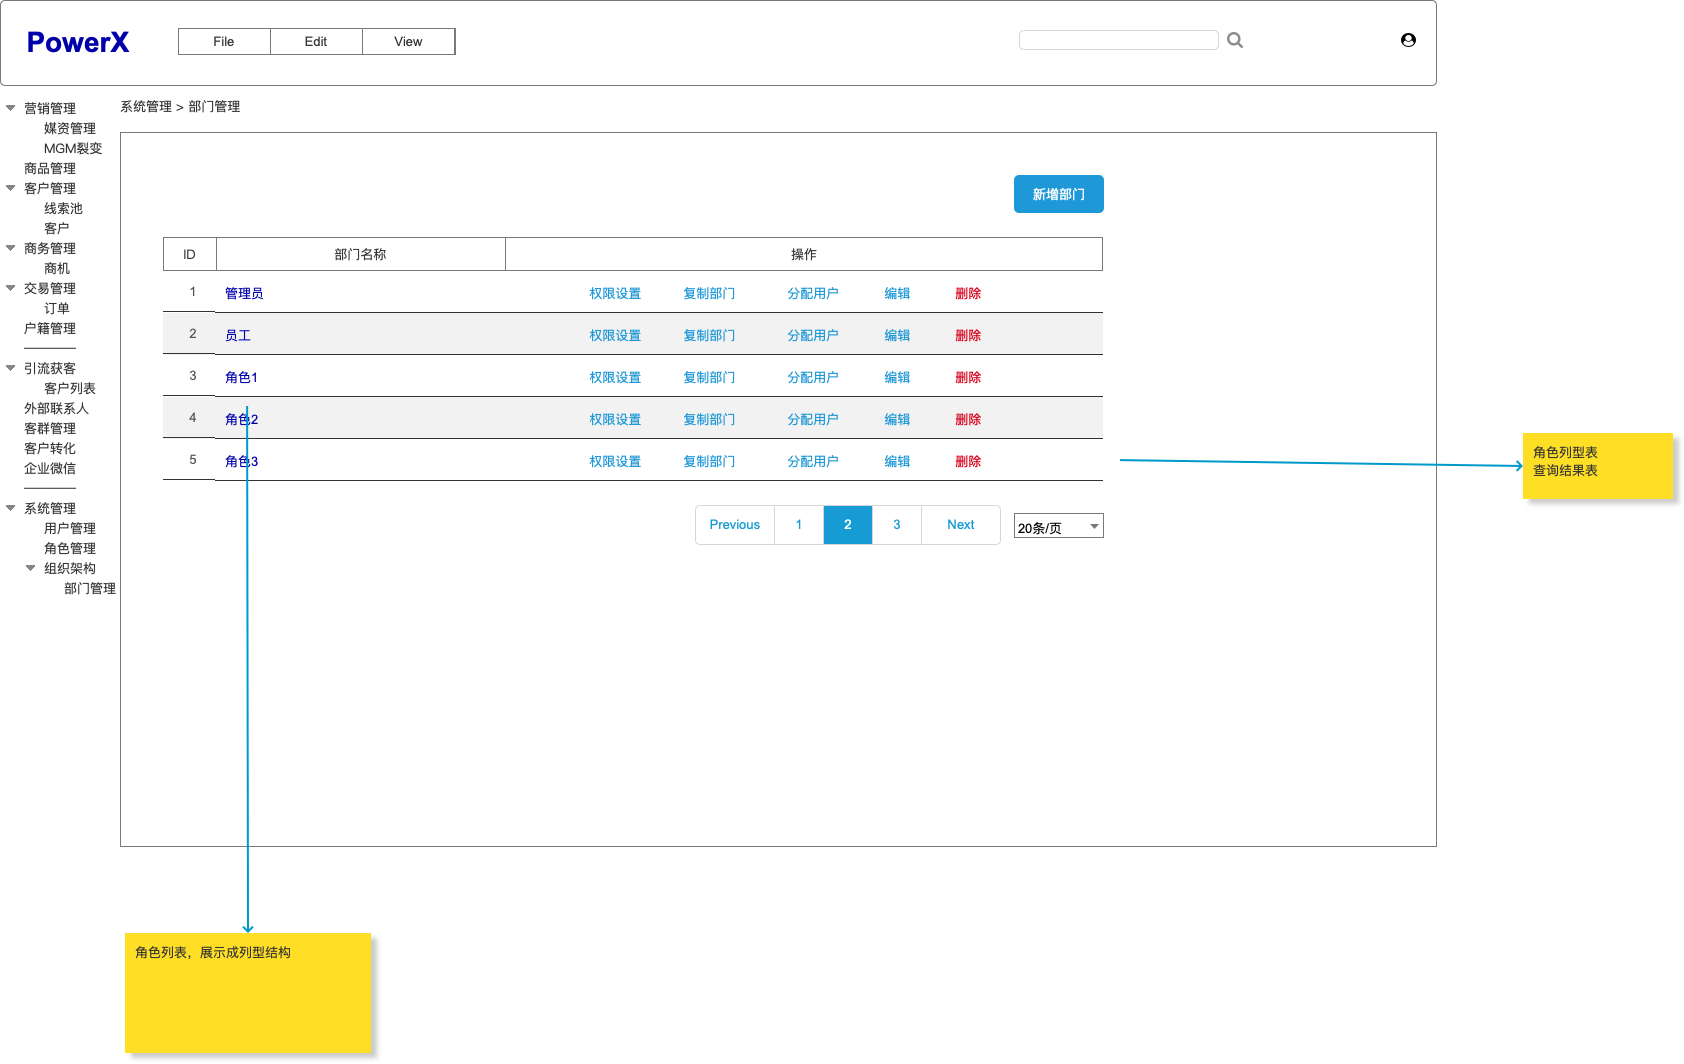 PowerX
File Edit View
系统管理 > 部门管理
营销管理
媒资管理
MGM裂变
商品管理
客户管理
线索池
客户
商务管理
商机
交易管理
订单
户籍管理
引流获客
客户列表
外部联系人
客群管理
客户转化
企业微信
系统管理
用户管理
角色管理
组织架构
部门管理
新增部门
ID 部门名称 操作
1 管理员 权限设置 复制部门 分配用户 编辑 删除
2 员工 权限设置 复制部门 分配用户 编辑 删除
3 角色1 权限设置 复制部门 分配用户 编辑 删除
4 角色2 权限设置 复制部门 分配用户 编辑 删除
5 角色3 权限设置 复制部门 分配用户 编辑 删除
Previous 1 2 3 Next 20条/页
角色列型表
查询结果表
角色列表，展示成列型结构